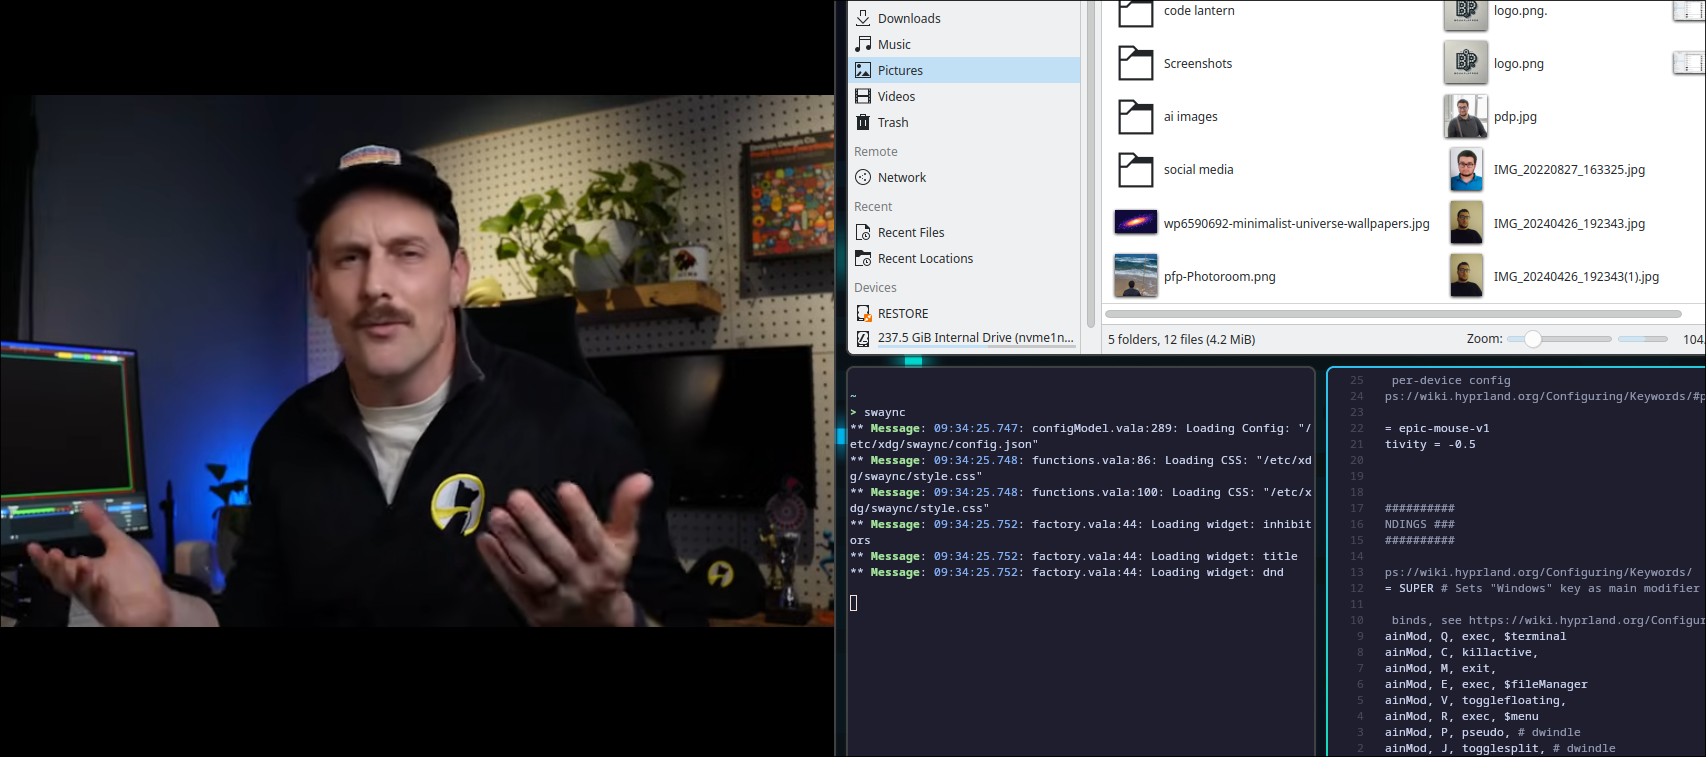 Downloads
Music
Pictures
Videos
Trash
Remote
Network
Recent
Recent Files
Recent Locations
Devices
RESTORE
237.5 GiB Internal Drive (nvme1n...
code lantern
Screenshots
ai images
social media
wp6590692-minimalist-universe-wallpapers.jpg
pfp-Photoroom.png
logo.png.
logo.png
pdp.jpg
IMG_20220827_163325.jpg
IMG_20240426_192343.jpg
IMG_20240426_192343(1).jpg
5 folders, 12 files (4.2 MiB)
Zoom:
104.
~
> swaync
** Message: 09:34:25.747: configModel.vala:289: Loading Config: "/
etc/xdg/swaync/config.json"
** Message: 09:34:25.748: functions.vala:86: Loading CSS: "/etc/xd
g/swaync/style.css"
** Message: 09:34:25.748: functions.vala:100: Loading CSS: "/etc/x
dg/swaync/style.css"
** Message: 09:34:25.752: factory.vala:44: Loading widget: inhibit
ors
** Message: 09:34:25.752: factory.vala:44: Loading widget: title
** Message: 09:34:25.752: factory.vala:44: Loading widget: dnd
25 per-device config
24 ps://wiki.hyprland.org/Configuring/Keywords/#p
23
22 = epic-mouse-v1
21 tivity = -0.5
20
19
18
17 ##########
16 NDINGS ###
15 ##########
14
13 ps://wiki.hyprland.org/Configuring/Keywords/
12 = SUPER # Sets "Windows" key as main modifier
11
10 binds, see https://wiki.hyprland.org/Configur
9 ainMod, Q, exec, $terminal
8 ainMod, C, killactive,
7 ainMod, M, exit,
6 ainMod, E, exec, $fileManager
5 ainMod, V, togglefloating,
4 ainMod, R, exec, $menu
3 ainMod, P, pseudo, # dwindle
2 ainMod, J, togglesplit, # dwindle